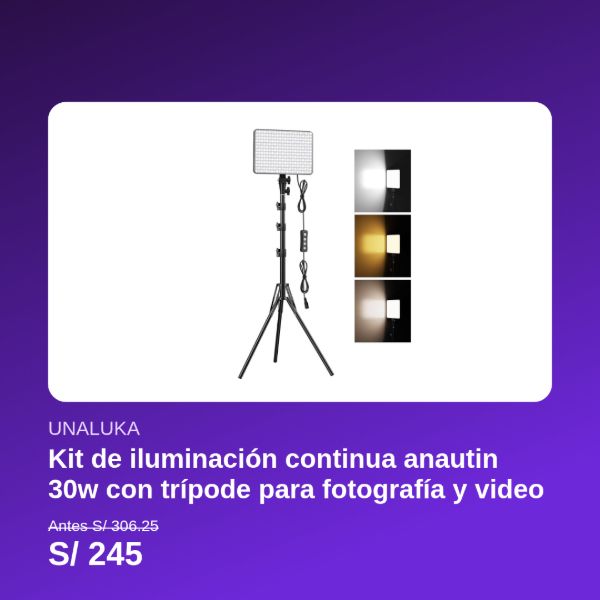 UNALUKA
Kit de iluminación continua anautin
30w con trípode para fotografía y video
Antes S/ 306.25
S/ 245